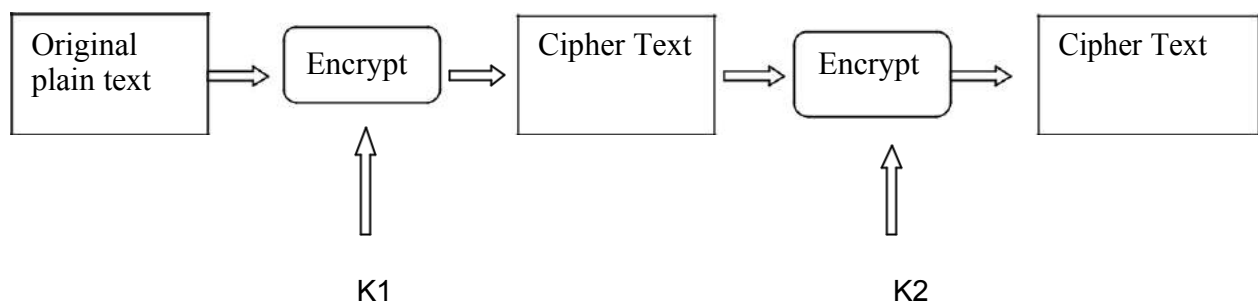 Original
plain text
Encrypt
Cipher Text
Encrypt
Cipher Text
K1
K2